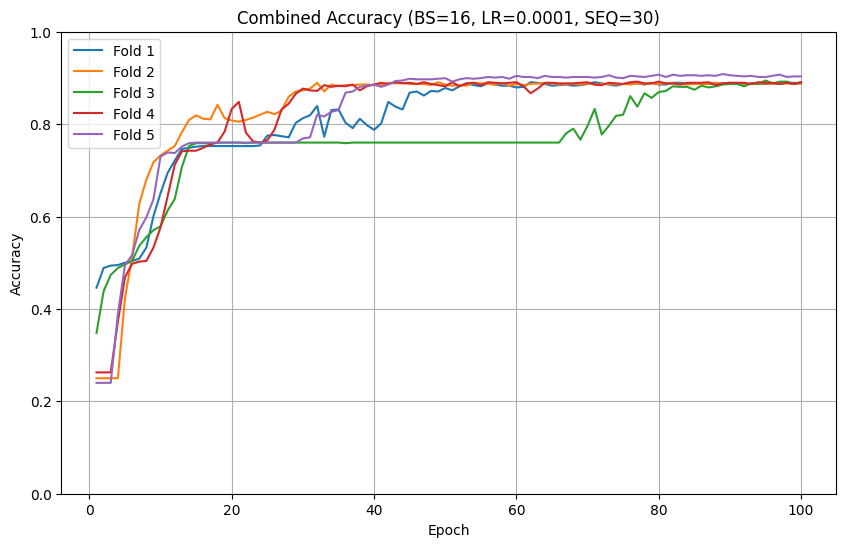 Combined Accuracy (BS=16, LR=0.0001, SEQ=30)
Fold 1
Fold 2
Fold 3
Fold 4
Fold 5
Accuracy
1.0
0.8
0.6
0.4
0.2
0.0
0 20 40 60 80 100
Epoch